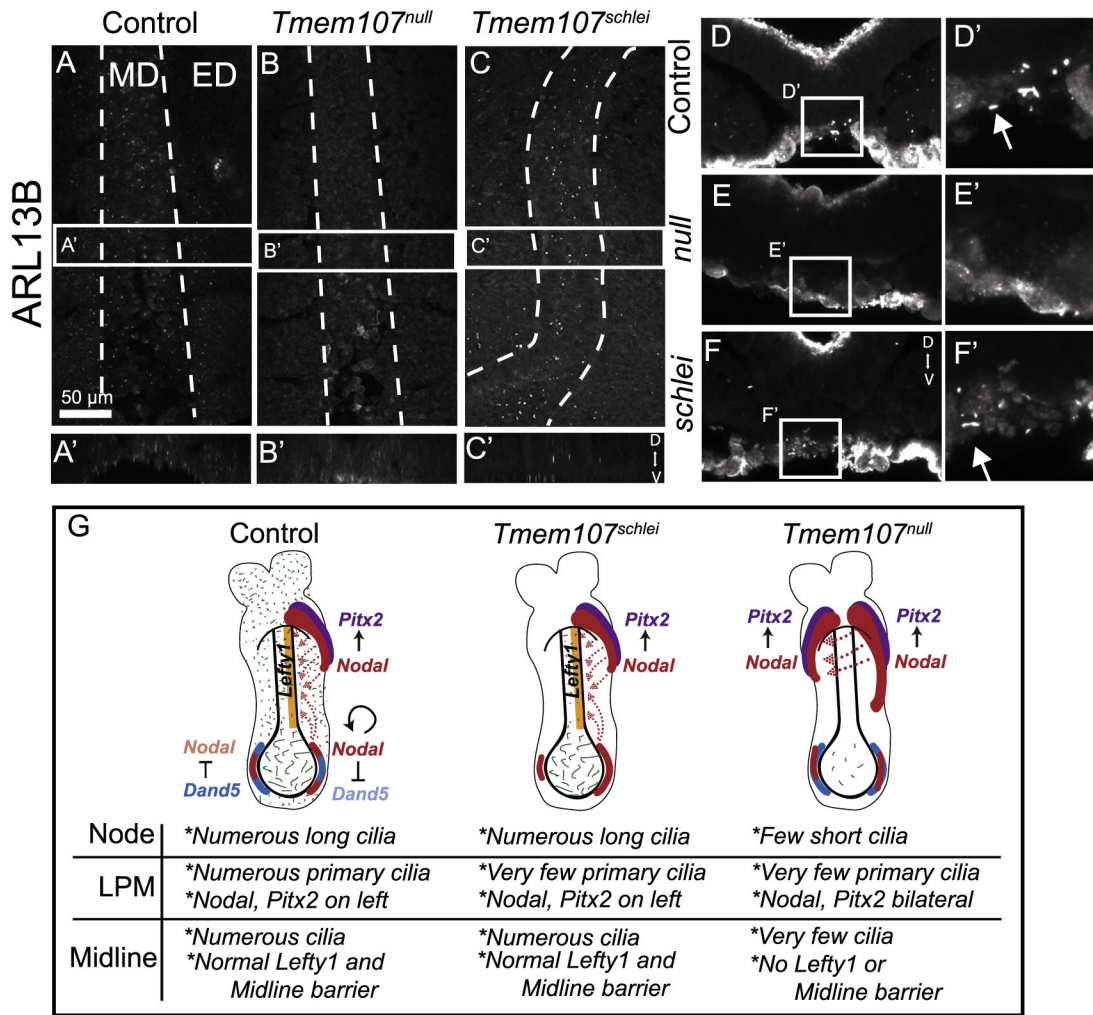 Control Tmem107null Tmem107schlei
ARL13B
A MD ED
B
C
A'
B'
C'
50 µm
A'
B'
C' D V
Control
D D'
D'
null
E E'
E'
schlei
F D V F'
F'
G
Control Tmem107schlei Tmem107null
Pitx2 Pitx2 Pitx2 Pitx2
Nodal Nodal Nodal Nodal
Lefty1 Lefty1
Nodal Nodal
Dand5 Dand5
Node *Numerous long cilia *Numerous long cilia *Few short cilia
LPM *Numerous primary cilia *Very few primary cilia *Very few primary cilia
*Nodal, Pitx2 on left *Nodal, Pitx2 on left *Nodal, Pitx2 bilateral
Midline *Numerous cilia *Numerous cilia *Very few cilia
*Normal Lefty1 and *Normal Lefty1 and *No Lefty1 or
Midline barrier Midline barrier Midline barrier